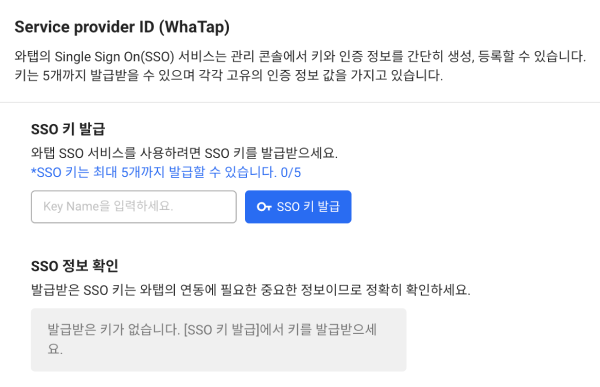 Service provider ID (WhaTap)
와탭의 Single Sign On(SSO) 서비스는 관리 콘솔에서 키와 인증 정보를 간단히 생성, 등록할 수 있습니다.
키는 5개까지 발급받을 수 있으며 각각 고유의 인증 정보 값을 가지고 있습니다.
SSO 키 발급
와탭 SSO 서비스를 사용하려면 SSO 키를 발급받으세요.
*SSO 키는 최대 5개까지 발급할 수 있습니다. 0/5
Key Name을 입력하세요.
SSO 키 발급
SSO 정보 확인
발급받은 SSO 키는 와탭의 연동에 필요한 중요한 정보이므로 정확히 확인하세요.
발급받은 키가 없습니다. [SSO 키 발급]에서 키를 발급받으세
요.